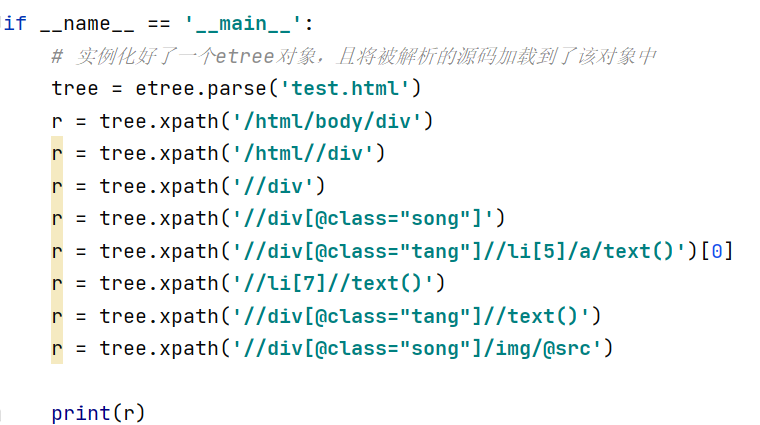 if __name__ == '__main__':
# 实例化好了一个etree对象，且将被解析的源码加载到了该对象中
tree = etree.parse('test.html')
r = tree.xpath('/html/body/div')
r = tree.xpath('/html//div')
r = tree.xpath('//div')
r = tree.xpath('//div[@class="song"]')
r = tree.xpath('//div[@class="tang"]//li[5]/a/text()')[0]
r = tree.xpath('//li[7]//text()')
r = tree.xpath('//div[@class="tang"]//text()')
r = tree.xpath('//div[@class="song"]/img/@src')
print(r)